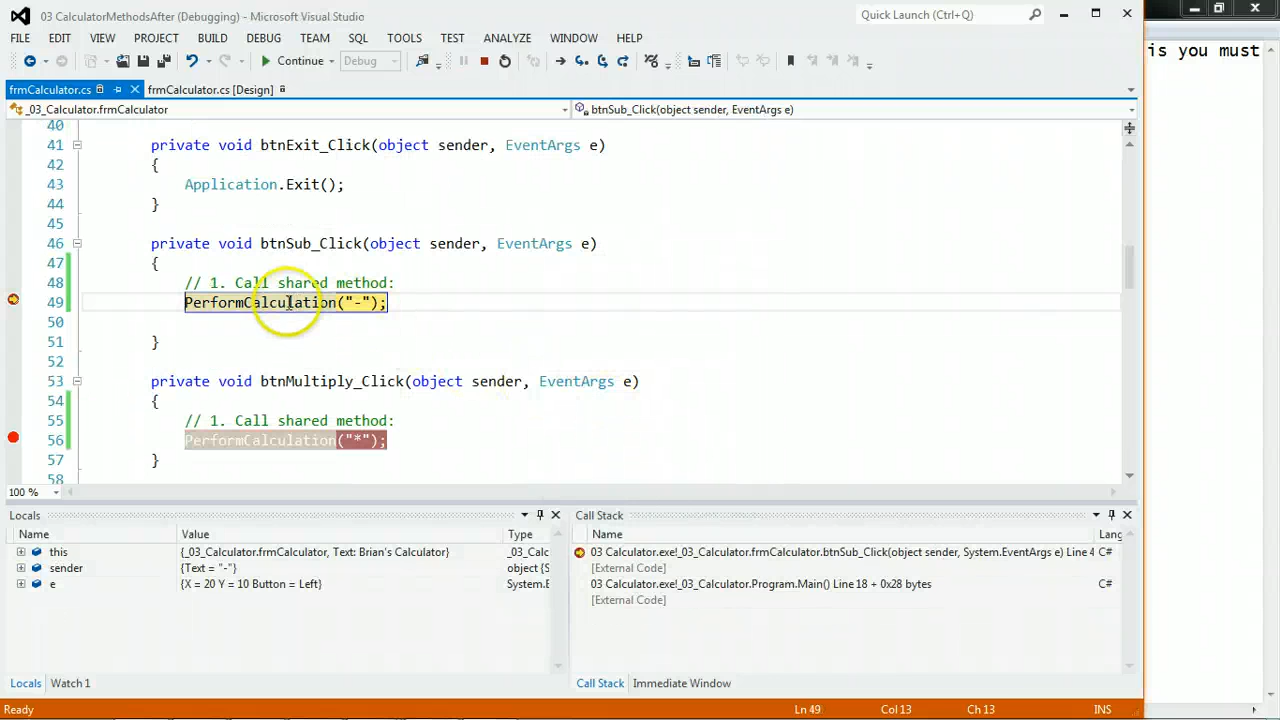 03 CalculatorMethodsAfter (Debugging) - Microsoft Visual Studio
Quick Launch (Ctrl+Q)
FILE EDIT VIEW PROJECT BUILD DEBUG TEAM SQL TOOLS TEST ANALYZE WINDOW HELP
is you must
Continue Debug
frmCalculator.cs frmCalculator.cs [Design]
_03_Calculator.frmCalculator btnSub_Click(object sender, EventArgs e)
40
41 private void btnExit_Click(object sender, EventArgs e)
42 {
43 Application.Exit();
44 }
45
46 private void btnSub_Click(object sender, EventArgs e)
47 {
48 // 1. Call shared method:
49 PerformCalculation("-");
50
51 }
52
53 private void btnMultiply_Click(object sender, EventArgs e)
54 {
55 // 1. Call shared method:
56 PerformCalculation("*");
57 }
58
100 %
Locals Call Stack
Name Value Type Name Lang
this {_03_Calculator.frmCalculator, Text: Brian's Calculator} _03_Calc 03 Calculator.exe!_03_Calculator.frmCalculator.btnSub_Click(object sender, System.EventArgs e) Line 4 C#
sender {Text = "-"} object {S [External Code]
e {X = 20 Y = 10 Button = Left} System.E 03 Calculator.exe!_03_Calculator.Program.Main() Line 18 + 0x28 bytes C#
[External Code]
Locals Watch 1 Call Stack Immediate Window
Ready Ln 49 Col 13 Ch 13 INS